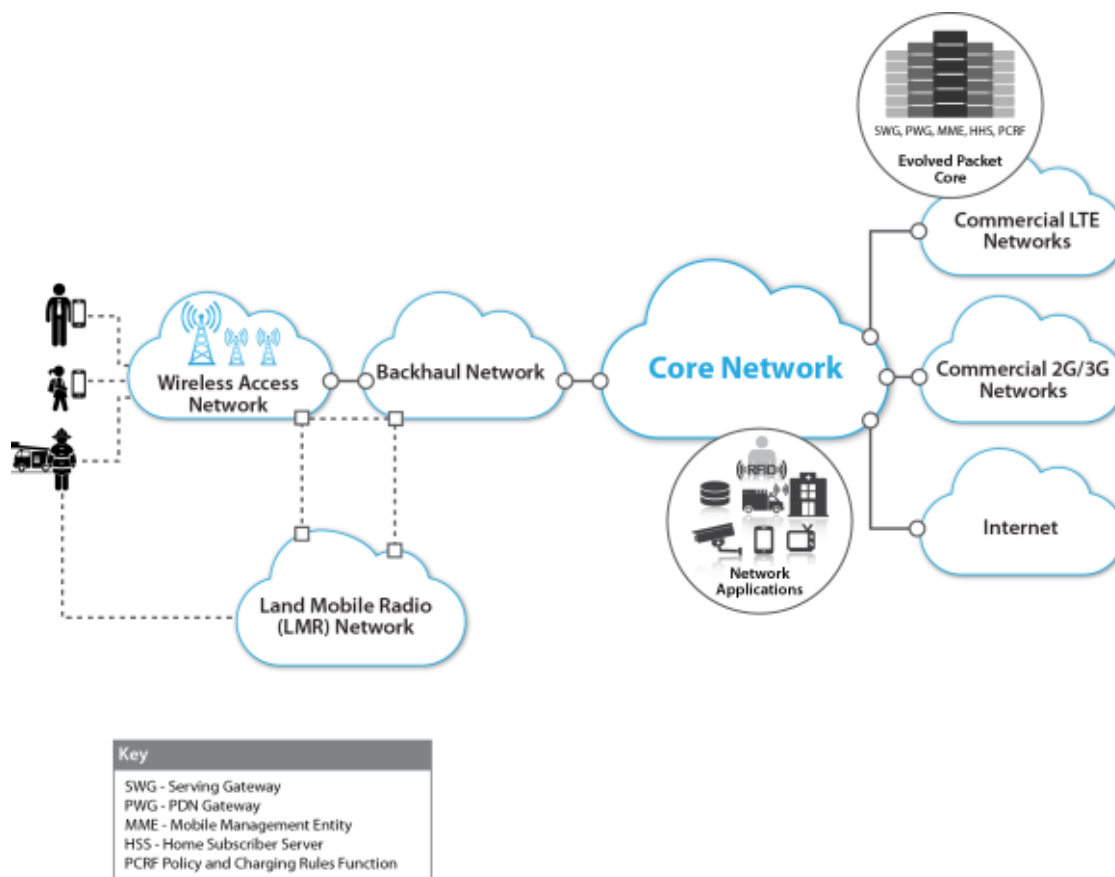 SWG, PWG, MME, HHS, PCRF
Evolved Packet
Core
Commercial LTE
Networks
Wireless Access
Network
Backhaul Network
Core Network
Commercial 2G/3G
Networks
RFID
Network
Applications
Internet
Land Mobile Radio
(LMR) Network
Key
SWG - Serving Gateway
PWG - PDN Gateway
MME - Mobile Management Entity
HSS - Home Subscriber Server
PCRF Policy and Charging Rules Function